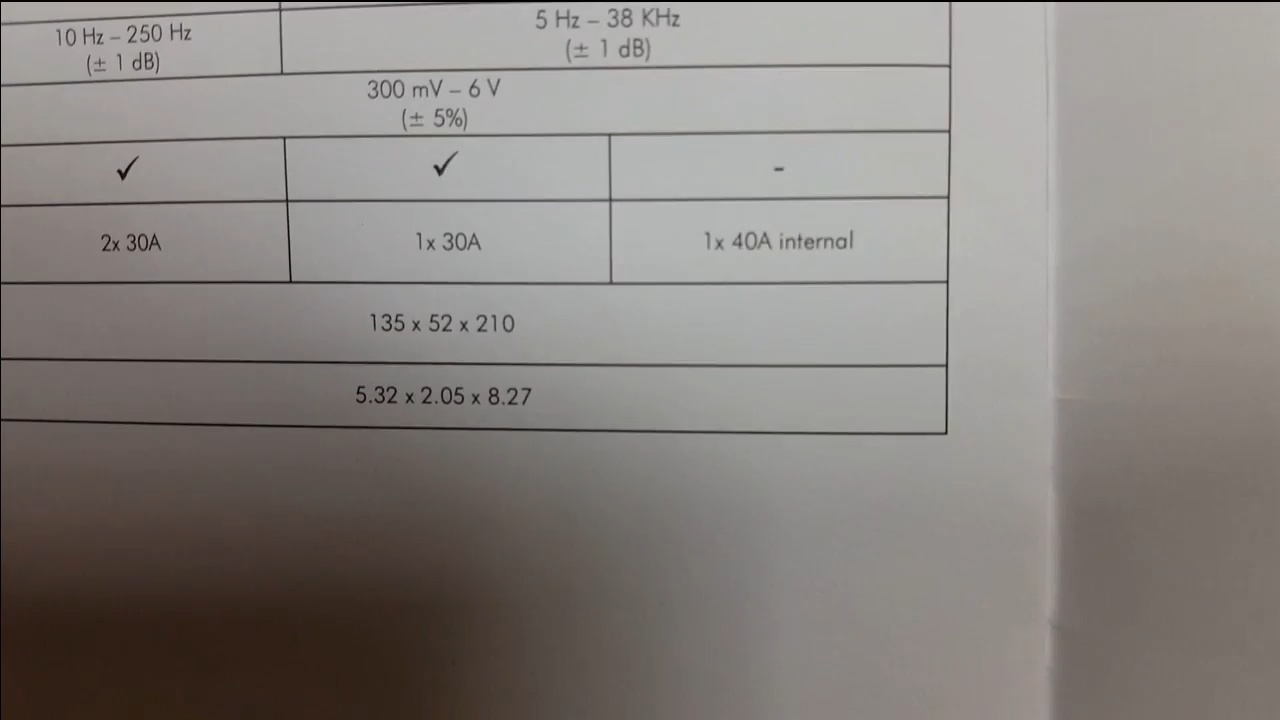 10 Hz – 250 Hz
(± 1 dB)
5 Hz – 38 KHz
(± 1 dB)
300 mV – 6 V
(± 5%)
✓ ✓ -
2x 30A 1x 30A 1x 40A internal
135 x 52 x 210
5.32 x 2.05 x 8.27